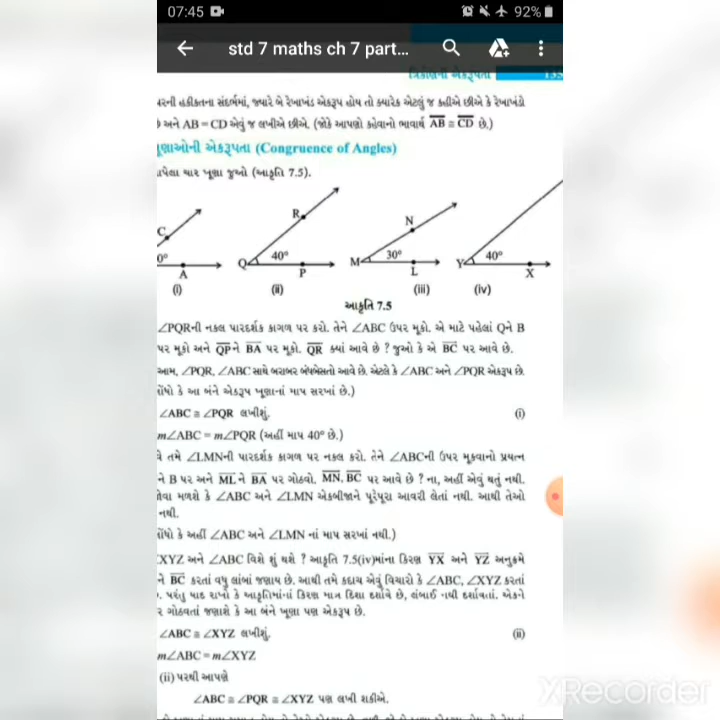 07:45
92%
std 7 maths ch 7 part...
ત્રિકોણની એકરૂપતા 135
પરની હકીકતના સંદર્ભમાં, જ્યારે બે રેખાખંડ એકરૂપ હોય તો ક્યારેક એટલું જ કહીએ છીએ કે રેખાખંડો
છે અને AB = CD એવું જ લખીએ છીએ. (જોકે આપણો કહેવાનો ભાવાર્થ AB ≅ CD છે.)
ખૂણાઓની એકરૂપતા (Congruence of Angles)
આપેલા ચાર ખૂણા જુઓ (આકૃતિ 7.5).
C
0°
A
(i)
R
Q
40°
P
(ii)
N
M
30°
L
(iii)
Y
40°
X
(iv)
આકૃતિ 7.5
∠PQRની નકલ પારદર્શક કાગળ પર કરો. તેને ∠ABC ઉપર મૂકો. એ માટે પહેલાં Qને B
પર મૂકો અને QPને BA પર મૂકો. QR ક્યાં આવે છે ? જુઓ કે એ BC પર આવે છે.
આમ, ∠PQR, ∠ABC સાથે બરાબર બંધબેસતો આવે છે. એટલે કે ∠ABC અને ∠PQR એકરૂપ છે.
નોંધો કે આ બંને એકરૂપ ખૂણાનાં માપ સરખાં છે.)
∠ABC ≅ ∠PQR લખીશું. (i)
m∠ABC = m∠PQR (અહીં માપ 40° છે.)
વે તમે ∠LMNની પારદર્શક કાગળ પર નકલ કરો. તેને ∠ABCની ઉપર મૂકવાનો પ્રયત્ન
ને B પર અને MLને BA પર ગોઠવો. MN, BC પર આવે છે ? ના, અહીં એવું થતું નથી.
જોવા મળશે કે ∠ABC અને ∠LMN એકબીજાને પૂરેપૂરા આવરી લેતાં નથી. આથી તેઓ
નથી.
નોંધો કે અહીં ∠ABC અને ∠LMN નાં માપ સરખાં નથી.)
∠XYZ અને ∠ABC વિશે શું થશે ? આકૃતિ 7.5(iv)માંના કિરણ YX અને YZ અનુક્રમે
ને BC કરતાં વધુ લાંબાં જણાય છે. આથી તમે કદાચ એવું વિચારો કે ∠ABC, ∠XYZ કરતાં
. પરંતુ યાદ રાખો કે આકૃતિમાંનાં કિરણ માત્ર દિશા દર્શાવે છે, લંબાઈ નથી દર્શાવતાં. એકને
ર ગોઠવતાં જણાશે કે આ બંને ખૂણા પણ એકરૂપ છે.
∠ABC ≅ ∠XYZ લખીશું. (ii)
m∠ABC = m∠XYZ
(ii) પરથી આપણે
∠ABC ≅ ∠PQR ≅ ∠XYZ પણ લખી શકીએ.
XRecorder